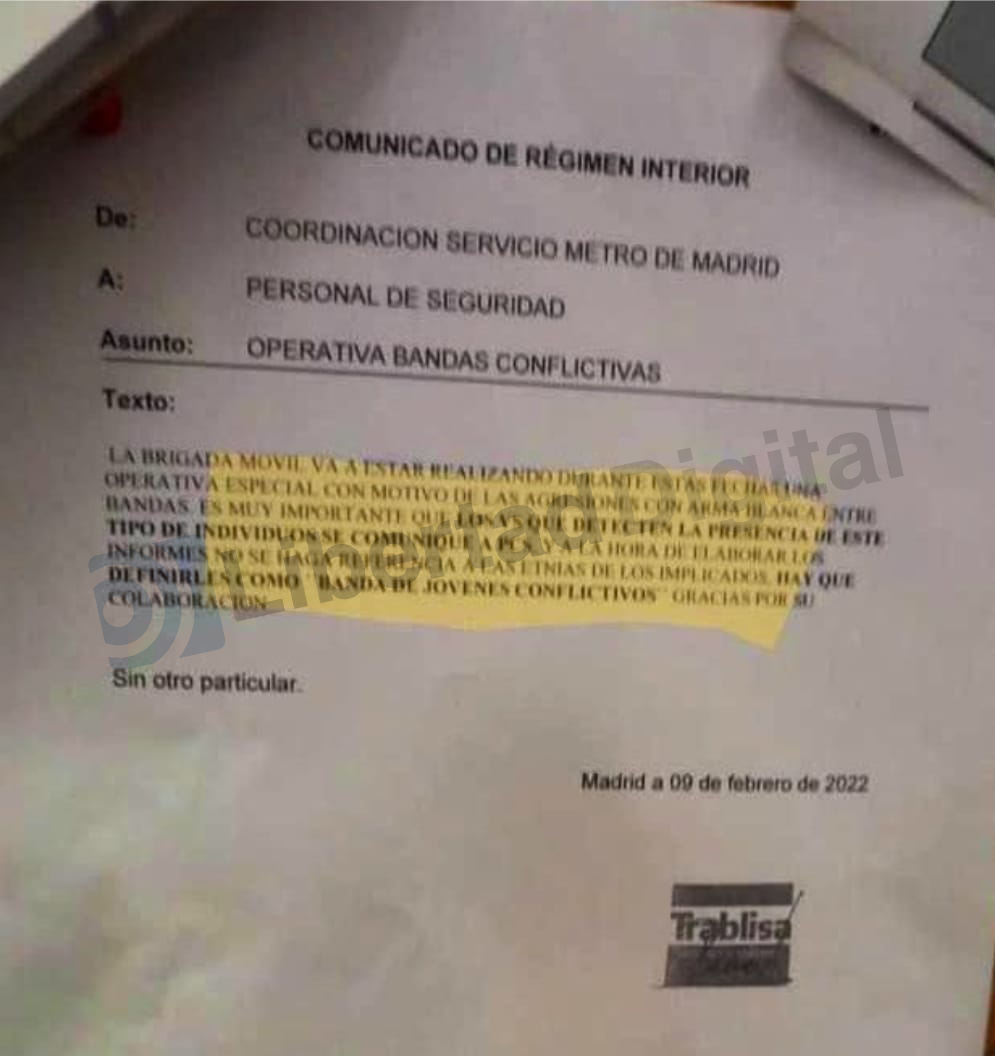 COMUNICADO DE RÉGIMEN INTERIOR
De: COORDINACION SERVICIO METRO DE MADRID
A: PERSONAL DE SEGURIDAD
Asunto: OPERATIVA BANDAS CONFLICTIVAS
Texto:
LA BRIGADA MOVIL VA A ESTAR REALIZANDO DURANTE ESTAS FECHAS UNA
OPERATIVA ESPECIAL CON MOTIVO DE LAS AGRESIONES CON ARMA BLANCA ENTRE
BANDAS. ES MUY IMPORTANTE QUE LOS/AS QUE DETECTEN LA PRESENCIA DE ESTE
TIPO DE INDIVIDUOS SE COMUNIQUE A A LA HORA DE ELABORAR LOS
INFORMES NO SE HAGA REFERENCIA A LAS ETNIAS DE LOS IMPLICADOS, HAY QUE
DEFINIRLES COMO "BANDA DE JOVENES CONFLICTIVOS" GRACIAS POR SU
COLABORACION
Libertad Digital
Sin otro particular.
Madrid a 09 de febrero de 2022
Trablisa